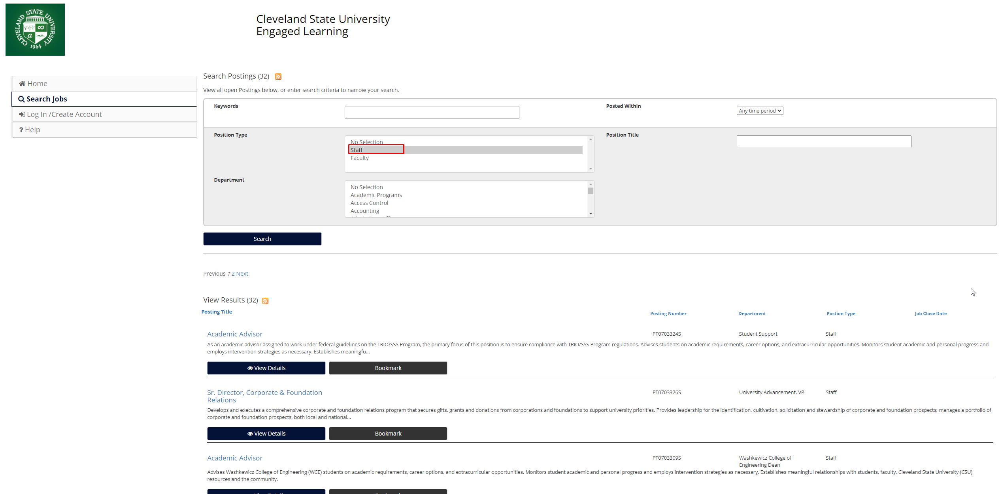 CLEVELAND STATE UNIVERSITY
a
1964
Cleveland State University
Engaged Learning
Home
Search Jobs
Log In /Create Account
? Help
Search Postings (32)
View all open Postings below, or enter search criteria to narrow your search.
Keywords
Posted Within
Any time period
Position Type
No Selection
Staff
Faculty
Position Title
Department
No Selection
Academic Programs
Access Control
Accounting
Search
Previous 1 2 Next
View Results (32)
Posting Title Posting Number Department Postion Type Job Close Date
Academic Advisor PT0703324S Student Support Staff
As an academic advisor assigned to work under federal guidelines on the TRIO/SSS Program, the primary focus of this position is to ensure compliance with TRIO/SSS Program regulations. Advises students on academic requirements, career options, and extracurricular opportunities. Monitors student academic and personal progress and
employs intervention strategies as necessary. Establishes meaningfu...
View Details Bookmark
Sr. Director, Corporate & Foundation PT0703326S University Advancement, VP Staff
Relations
Develops and executes a comprehensive corporate and foundation relations program that secures gifts, grants and donations from corporations and foundations to support university priorities. Provides leadership for the identification, cultivation, solicitation and stewardship of corporate and foundation prospects; manages a portfolio of
corporate and foundation prospects, both local and national...
View Details Bookmark
Academic Advisor PT0703309S Washkewicz College of Staff
Engineering Dean
Advises Washkewicz College of Engineering (WCE) students on academic requirements, career options, and extracurricular opportunities. Monitors student academic and personal progress and employs intervention strategies as necessary. Establishes meaningful relationships with students, faculty, Cleveland State University (CSU)
resources and the community.